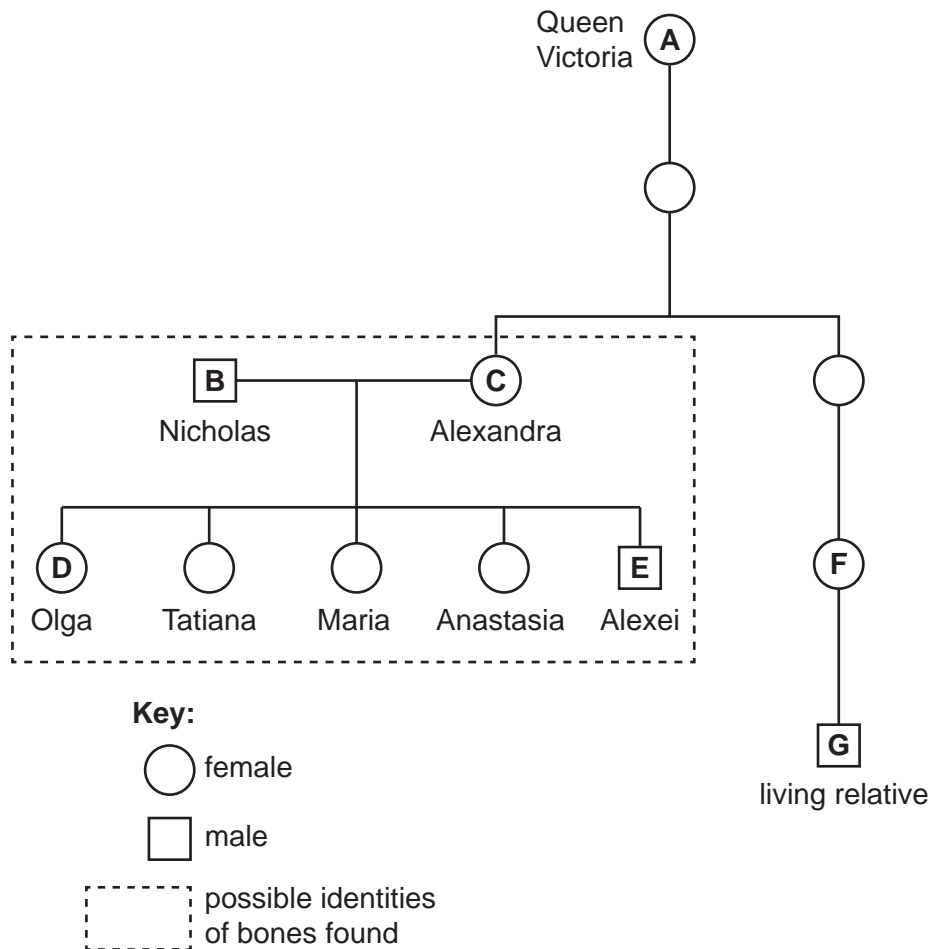 Queen
Victoria
A
B
C
Nicholas
Alexandra
D
E
F
Olga
Tatiana
Maria
Anastasia
Alexei
Key:
female
G
living relative
male
possible identities
of bones found